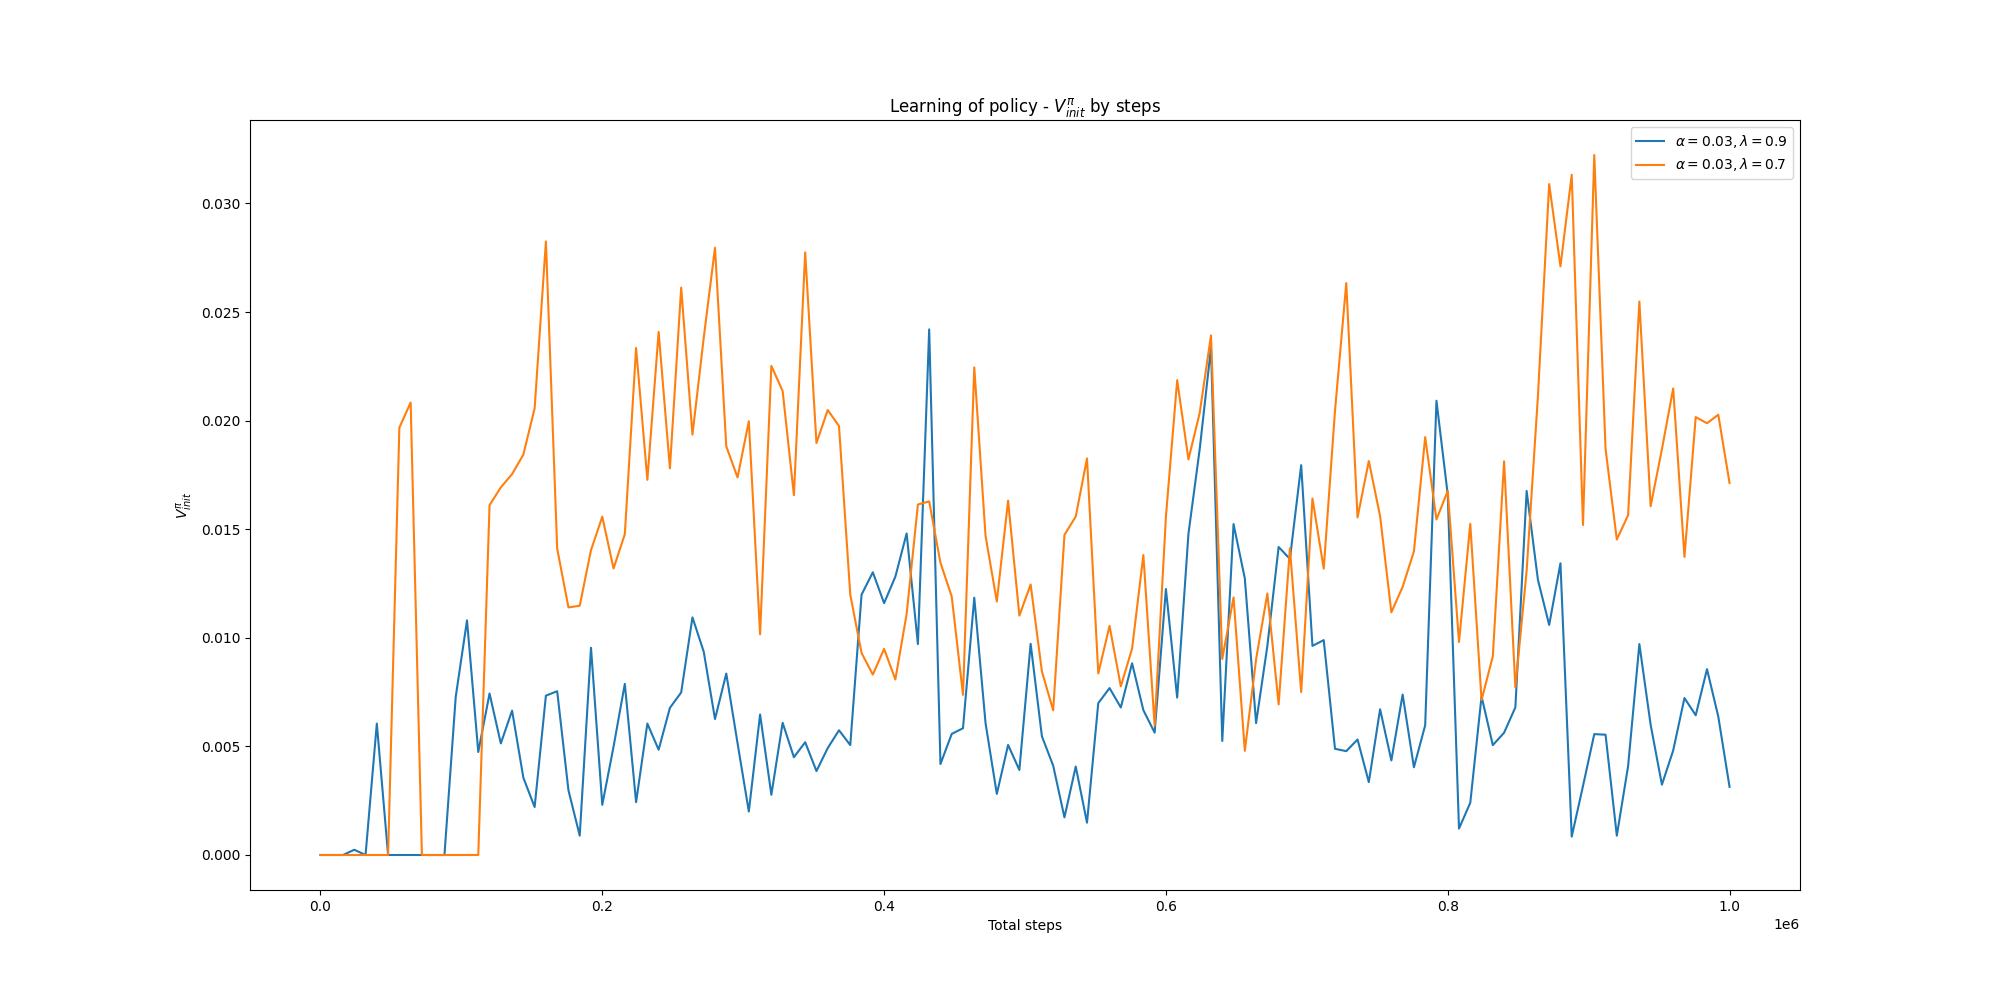 Learning of policy - $V^{\pi}_{init}$ by steps
$\alpha = 0.03, \lambda = 0.9$
$\alpha = 0.03, \lambda = 0.7$
$V^{\pi}_{init}$
0.030
0.025
0.020
0.015
0.010
0.005
0.000
0.0 0.2 0.4 0.6 0.8 1.0
Total steps
1e6